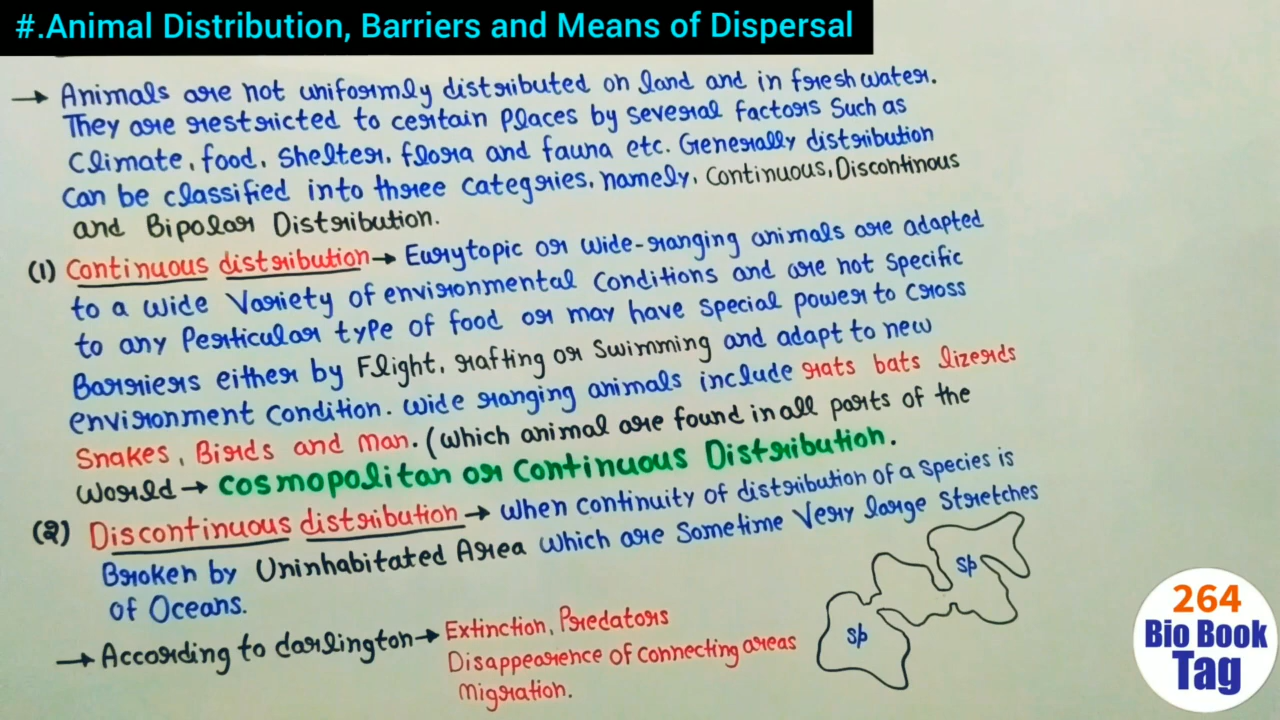 #.Animal Distribution, Barriers and Means of Dispersal
→ Animals are not uniformly distributed on land and in fresh water.
They are restricted to certain places by several factors Such as
Climate, food, Shelter, flora and fauna etc. Generally distribution
Can be classified into three Categries, namely, Continuous, Discontinous
and Bipolar Distribution.
(1) Continuous distribution → Eurytopic or wide-ranging animals are adapted
to a wide Variety of environmental Conditions and are not Specific
to any Perticular type of food or may have Special power to Cross
Barriers either by Flight, rafting or Swimming and adapt to new
environment Condition. Wide ranging animals include rats bats lizerds
Snakes, Birds and man. (Which animal are found in all parts of the
World → Cosmopolitan or Continuous Distribution.
(2) Discontinuous distribution → When continuity of distribution of a Species is
Broken by Uninhabitated Area Which are Sometime Very large Stretches
of Oceans.
→ According to darlington → Extinction, Predators
Disappearience of connecting areas
Migration.
Sp
Sp
264
Bio Book
Tag